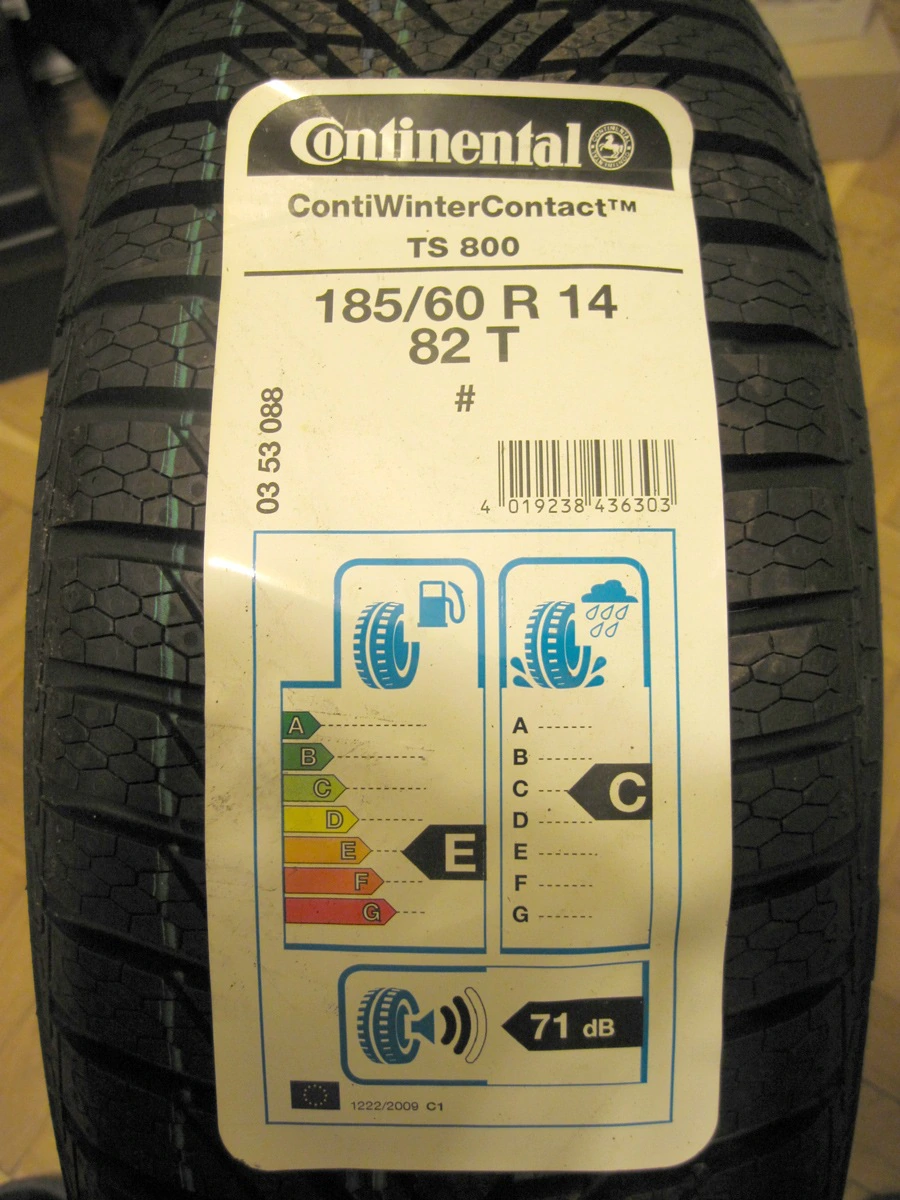 Continental
ContiWinterContact™
TS 800
185/60 R 14
82 T
#
03 53 088
4 019238 436303
A
B
C
D
E
F
G
E
A
B
C
D
E
F
G
C
71 dB
1222/2009 C1